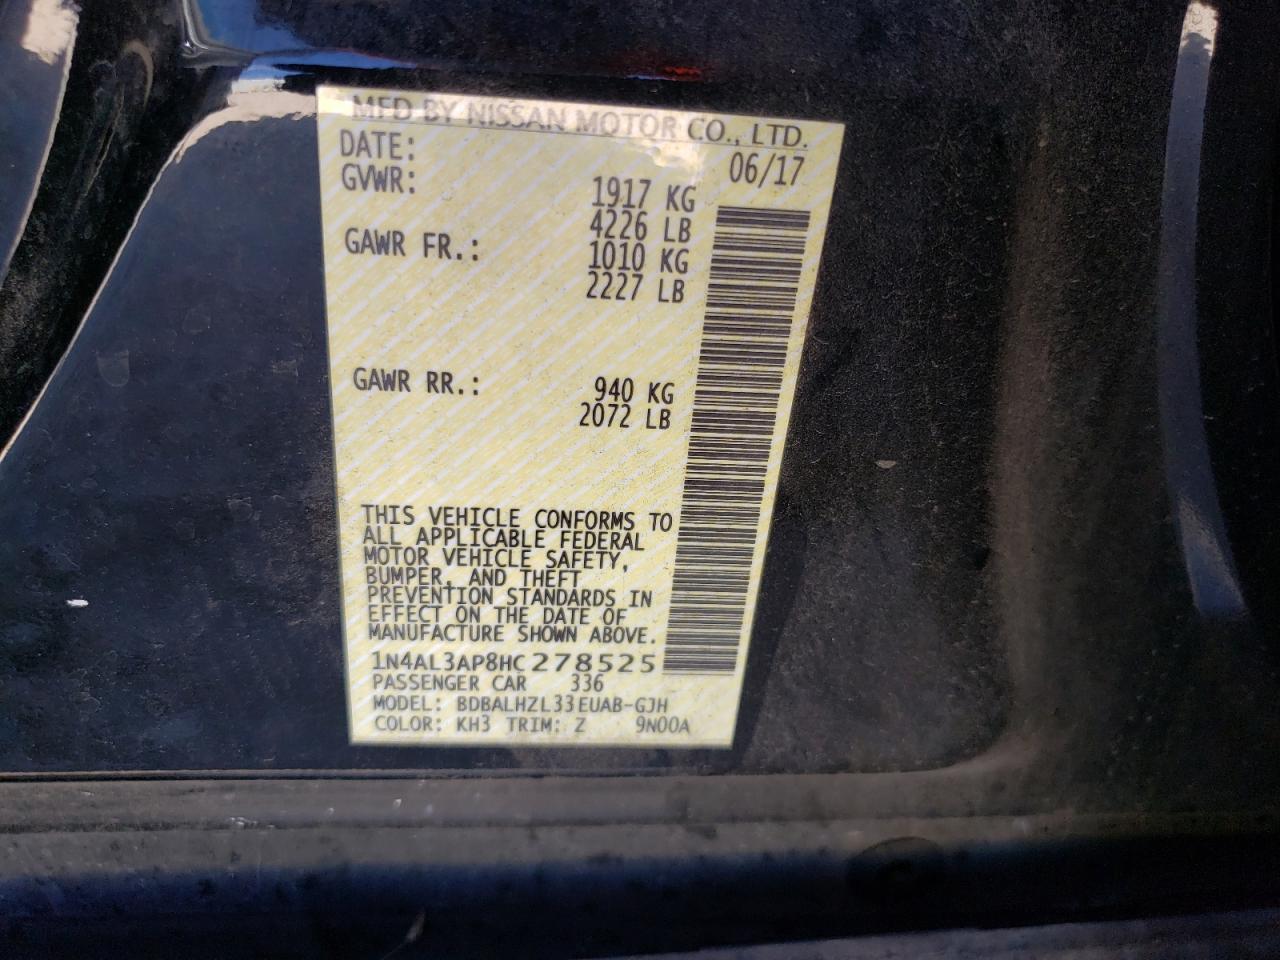 MFD BY NISSAN MOTOR CO., LTD.
DATE: 06/17
GVWR: 1917 KG
4226 LB
GAWR FR.: 1010 KG
2227 LB
GAWR RR.: 940 KG
2072 LB
THIS VEHICLE CONFORMS TO
ALL APPLICABLE FEDERAL
MOTOR VEHICLE SAFETY,
BUMPER, AND THEFT
PREVENTION STANDARDS IN
EFFECT ON THE DATE OF
MANUFACTURE SHOWN ABOVE.
1N4AL3AP8HC278525
PASSENGER CAR 336
MODEL: BDBALHZL33EUAB-GJH
COLOR: KH3 TRIM: Z 9N00A